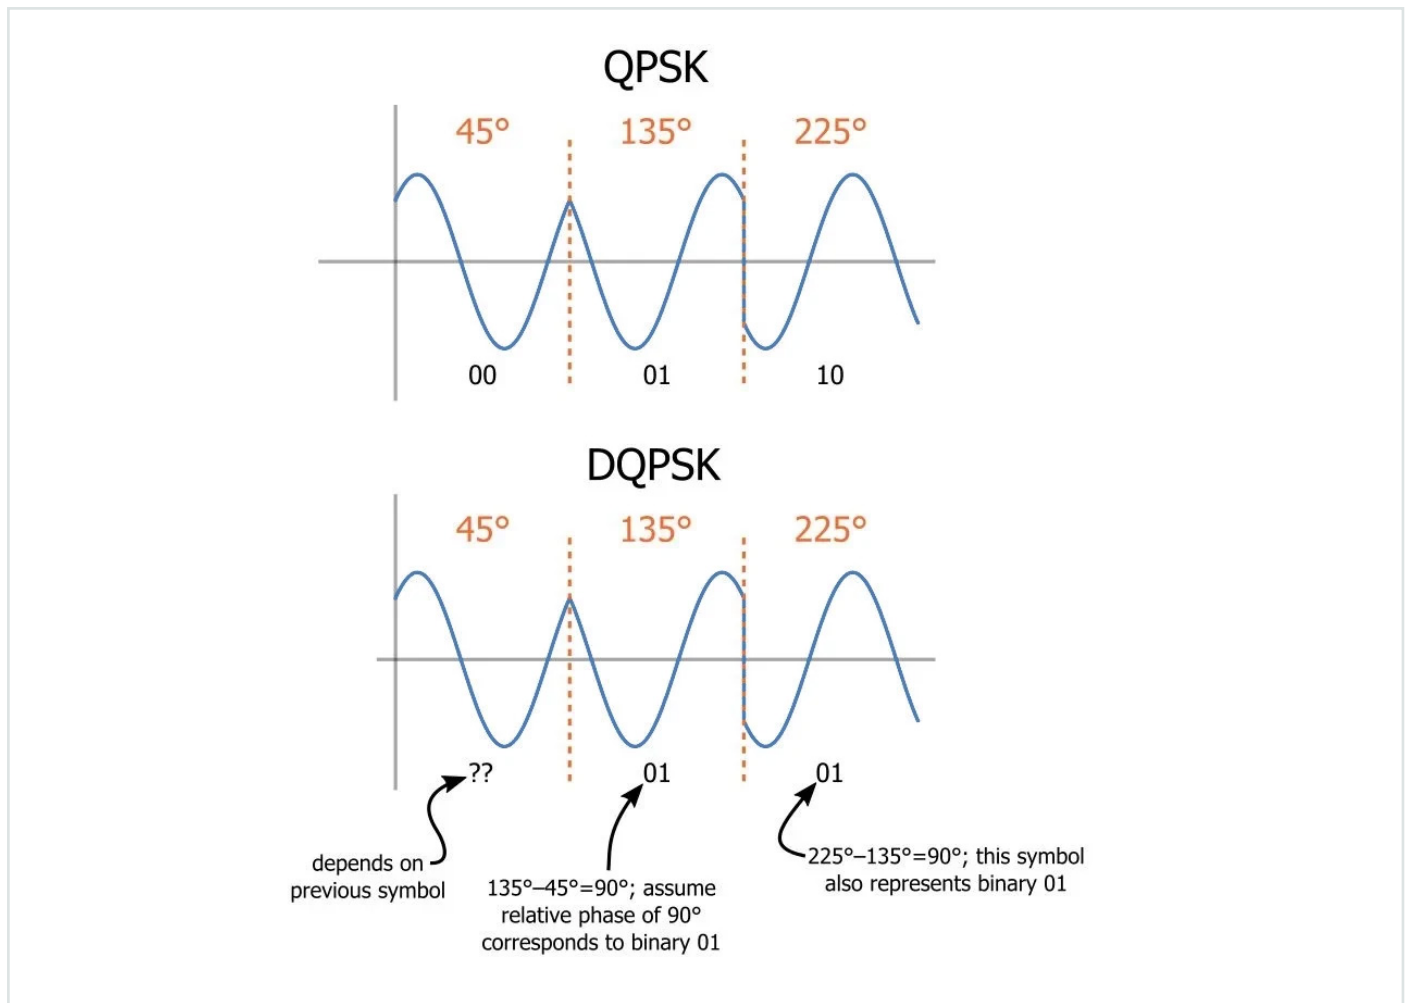 QPSK
45°
135°
225°
00
01
10
DQPSK
45°
135°
225°
??
01
01
depends on
previous symbol
135°–45°=90°; assume
relative phase of 90°
corresponds to binary 01
225°–135°=90°; this symbol
also represents binary 01